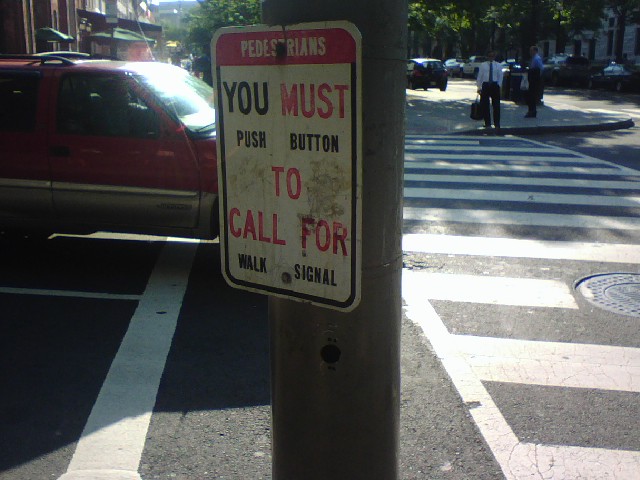 PEDESTRIANS
YOU MUST
PUSH BUTTON
TO
CALL FOR
WALK SIGNAL